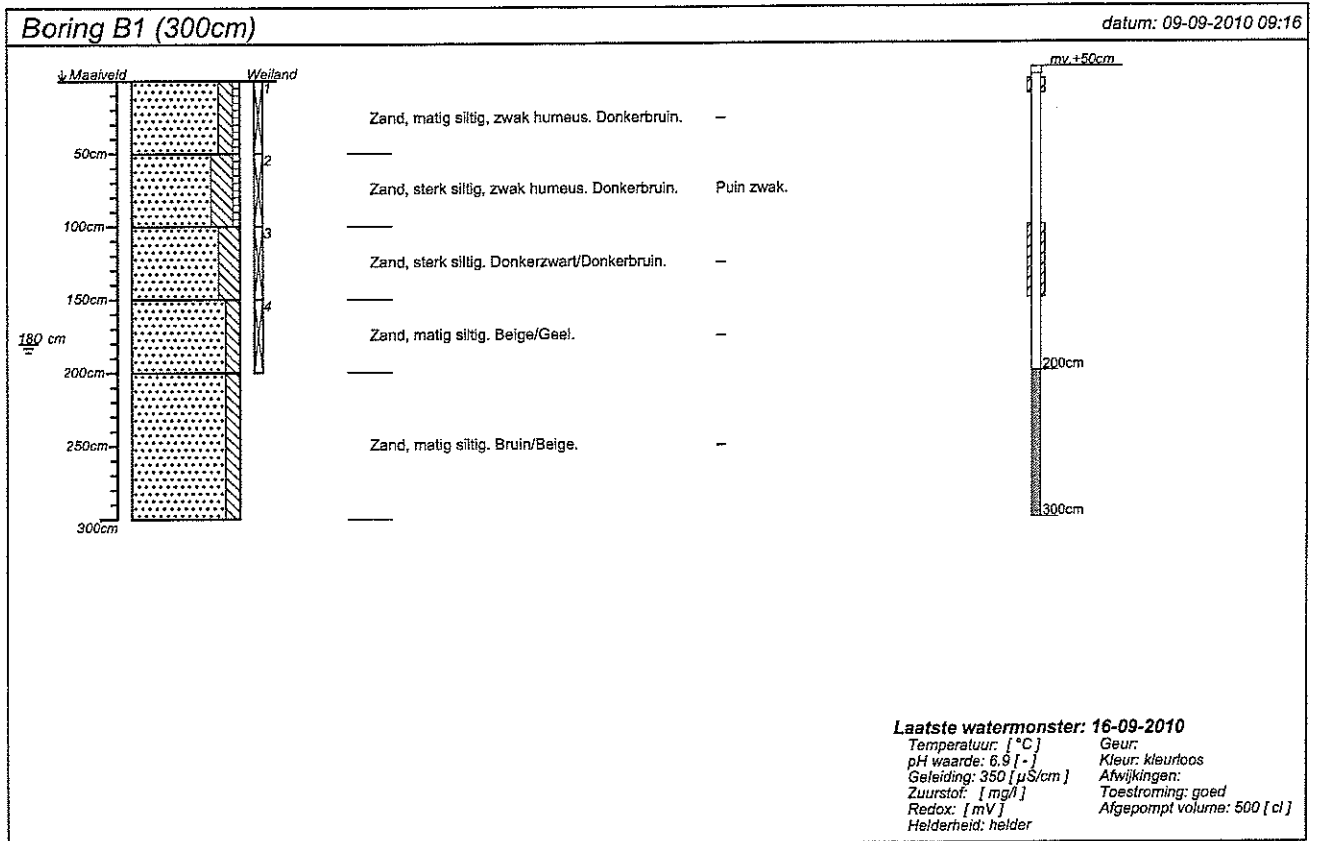 Boring B1 (300cm)
datum: 09-09-2010 09:16
Maaiveld
Weiland
mv.+50cm
1
Zand, matig siltig, zwak humeus. Donkerbruin. –
50cm
2
Zand, sterk siltig, zwak humeus. Donkerbruin. Puin zwak.
100cm
3
Zand, sterk siltig. Donkerzwart/Donkerbruin. –
150cm
4
Zand, matig siltig. Beige/Geel. –
180 cm
200cm
200cm
250cm
Zand, matig siltig. Bruin/Beige. –
300cm
300cm
Laatste watermonster: 16-09-2010
Temperatuur: [ °C ]
Geur:
pH waarde: 6.9 [ - ]
Kleur: kleurloos
Geleiding: 350 [ µS/cm ]
Afwijkingen:
Zuurstof: [ mg/l ]
Toestroming: goed
Redox: [ mV ]
Afgepompt volume: 500 [ cl ]
Helderheid: helder